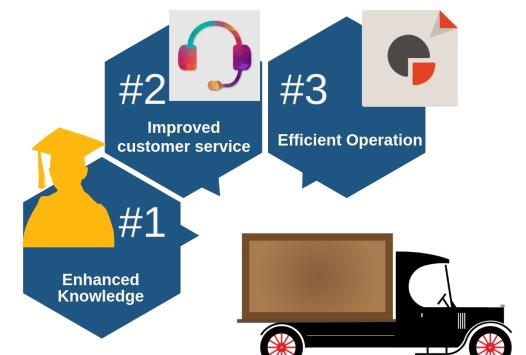 #2
Improved
customer service
#3
Efficient Operation
#1
Enhanced
Knowledge